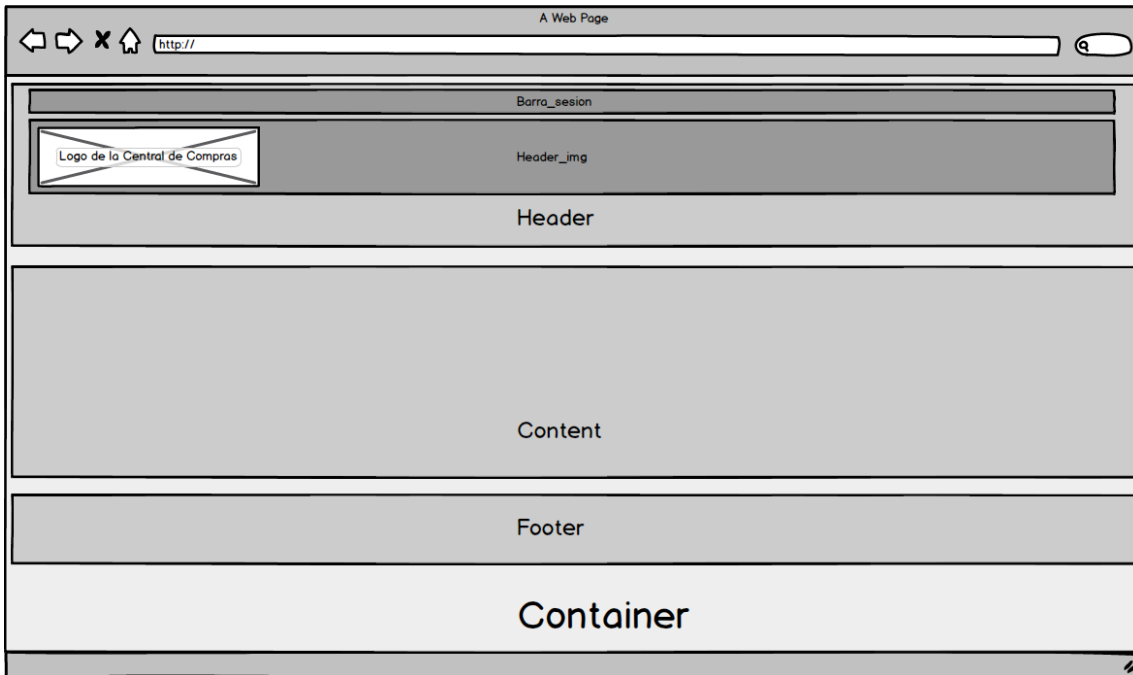 A Web Page
http://
Barra_sesion
Logo de la Central de Compras
Header_img
Header
Content
Footer
Container